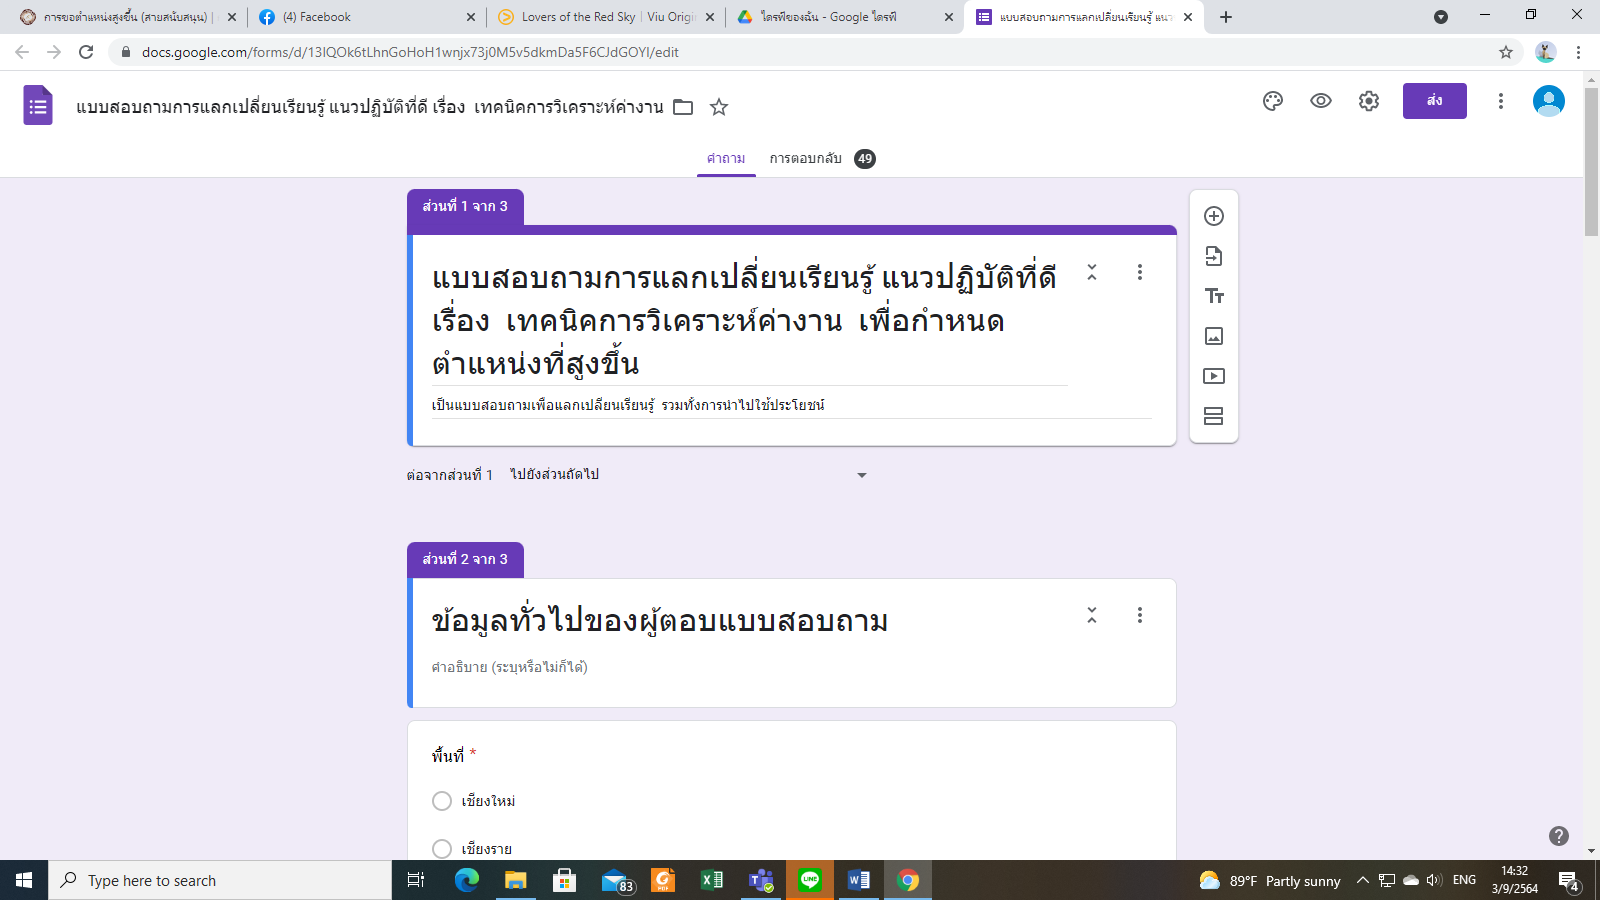 การขอตำแหน่งสูงขึ้น (สายสนับสนุน) |
(4) Facebook
Lovers of the Red Sky | Viu Origi
ไดรฟ์ของฉัน - Google ไดรฟ์
แบบสอบถามการแลกเปลี่ยนเรียนรู้ แนว
docs.google.com/forms/d/13IQOk6tLhnGoHoH1wnjx73j0M5v5dkmDa5F6CJdGOYI/edit
แบบสอบถามการแลกเปลี่ยนเรียนรู้ แนวปฏิบัติที่ดี เรื่อง เทคนิคการวิเคราะห์ค่างาน
ส่ง
คำถาม
การตอบกลับ 49
ส่วนที่ 1 จาก 3
แบบสอบถามการแลกเปลี่ยนเรียนรู้ แนวปฏิบัติที่ดี
เรื่อง เทคนิคการวิเคราะห์ค่างาน เพื่อกำหนด
ตำแหน่งที่สูงขึ้น
เป็นแบบสอบถามเพื่อแลกเปลี่ยนเรียนรู้ รวมทั้งการนำไปใช้ประโยชน์
ต่อจากส่วนที่ 1 ไปยังส่วนถัดไป
ส่วนที่ 2 จาก 3
ข้อมูลทั่วไปของผู้ตอบแบบสอบถาม
คำอธิบาย (ระบุหรือไม่ก็ได้)
พื้นที่ *
เชียงใหม่
เชียงราย
Type here to search
83
89°F Partly sunny
ENG
14:32
3/9/2564
4